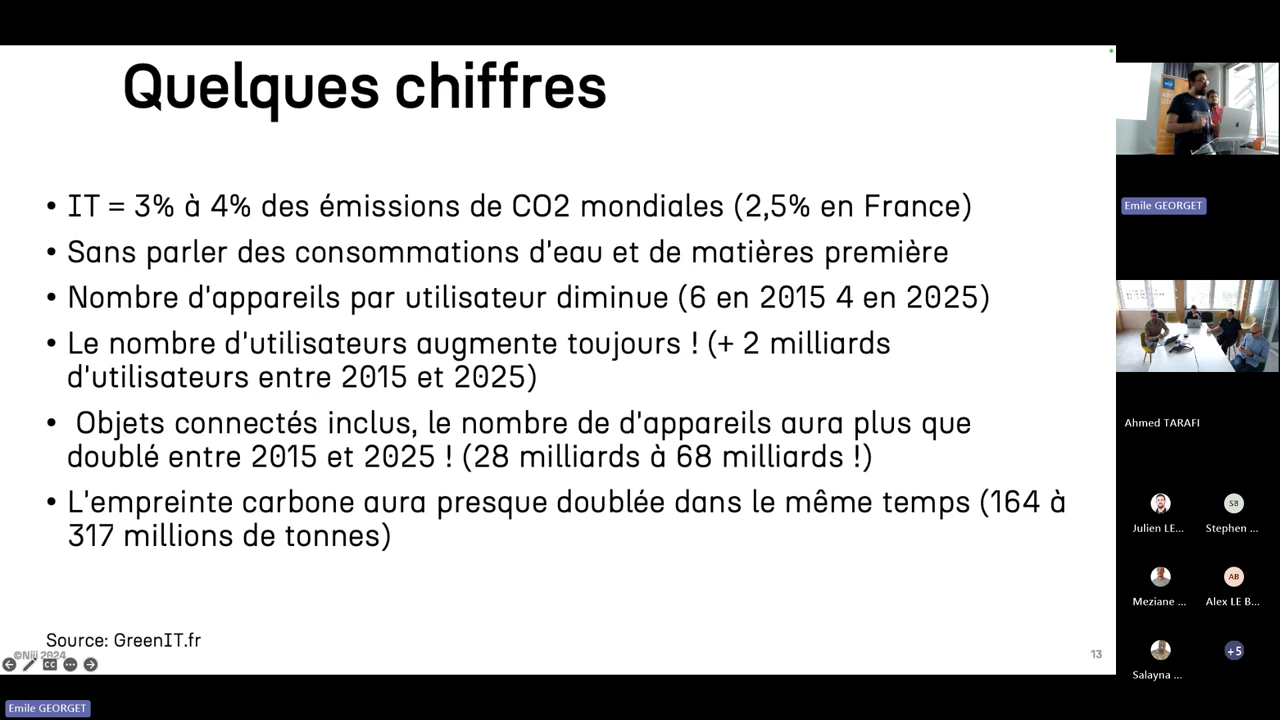 Quelques chiffres
• IT = 3% à 4% des émissions de CO2 mondiales (2,5% en France)
• Sans parler des consommations d'eau et de matières première
• Nombre d'appareils par utilisateur diminue (6 en 2015 4 en 2025)
• Le nombre d'utilisateurs augmente toujours ! (+ 2 milliards
d'utilisateurs entre 2015 et 2025)
• Objets connectés inclus, le nombre de d'appareils aura plus que
doublé entre 2015 et 2025 ! (28 milliards à 68 milliards !)
• L'empreinte carbone aura presque doublée dans le même temps (164 à
317 millions de tonnes)
Source: GreenIT.fr
©Niji 2024
CC
13
Emile GEORGET
Emile GEORGET
Ahmed TARAFI
SB
Julien LE...
Stephen ...
AB
Meziane ...
Alex LE B...
+5
Salayna ...